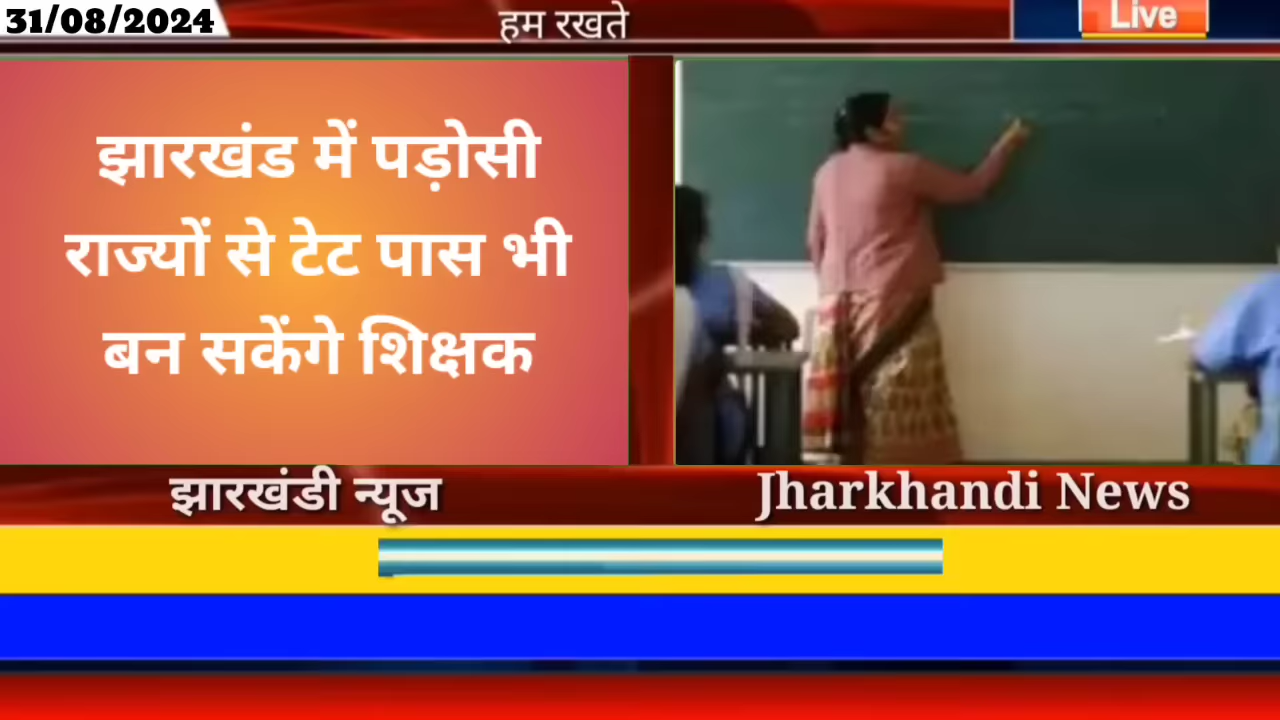 31/08/2024
हम रखते
Live
झारखंड में पड़ोसी
राज्यों से टेट पास भी
बन सकेंगे शिक्षक
झारखंडी न्यूज
Jharkhandi News